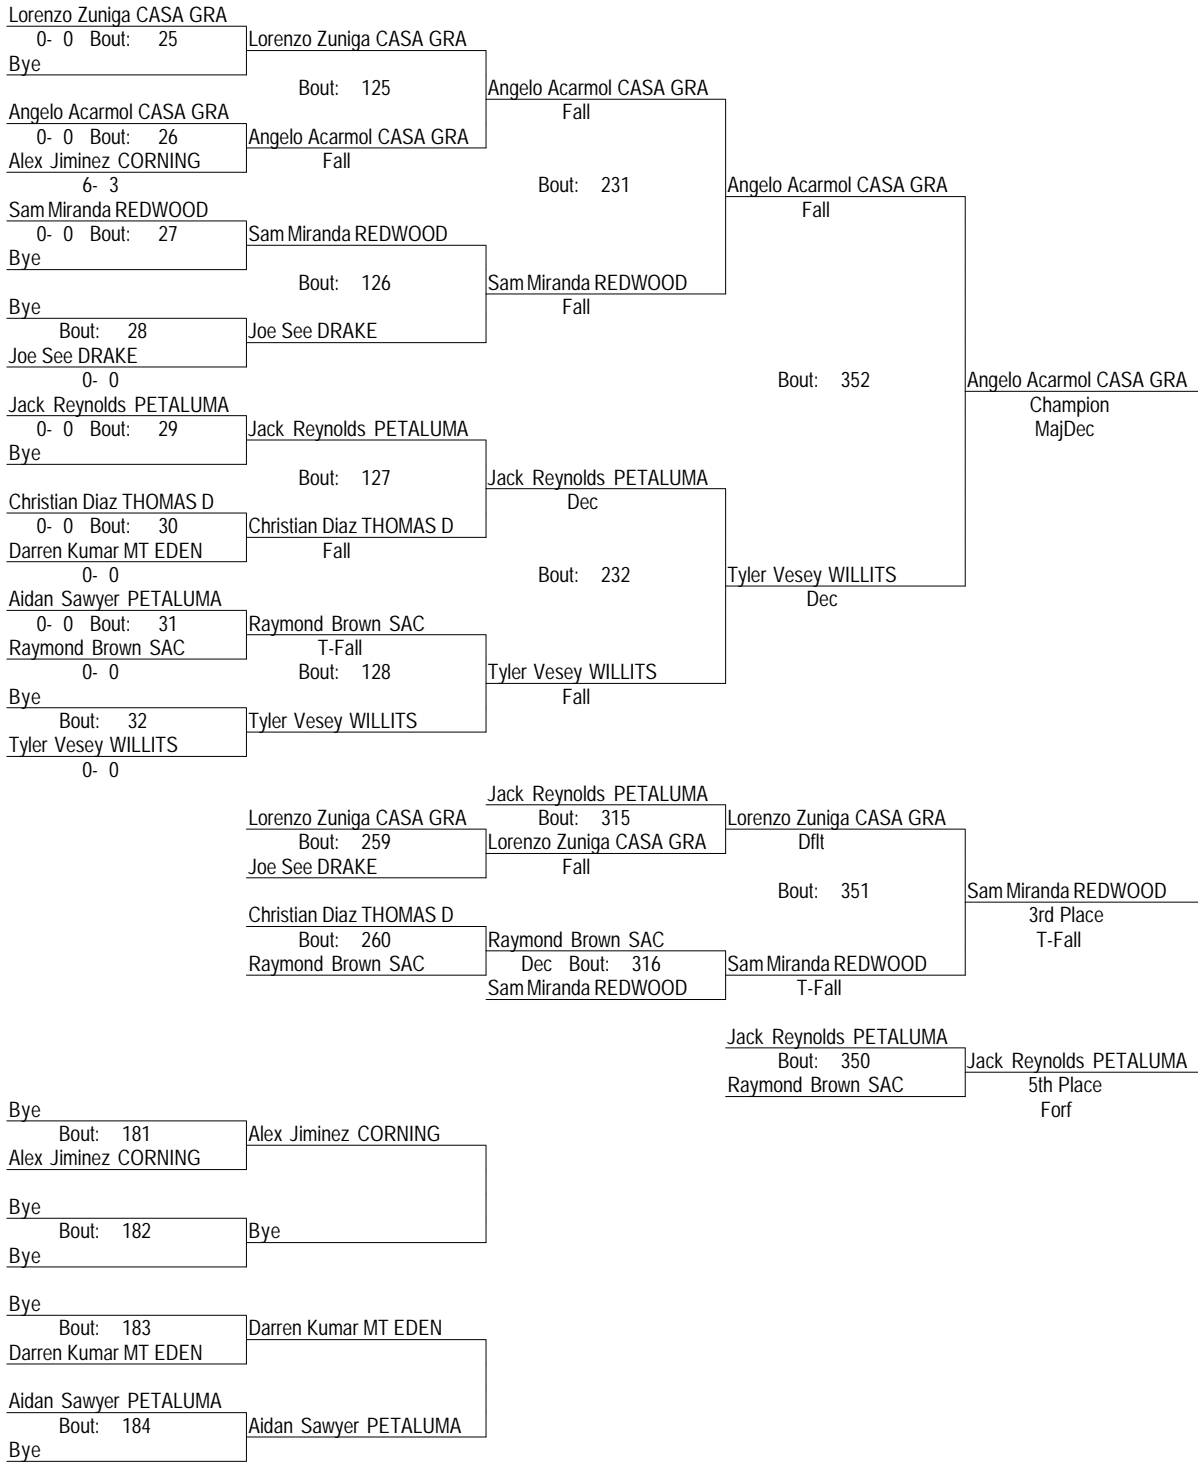 Lorenzo Zuniga CASA GRA
0- 0 Bout: 25
Lorenzo Zuniga CASA GRA
Bye
Bout: 125
Angelo Acarmol CASA GRA
Fall
Angelo Acarmol CASA GRA
0- 0 Bout: 26
Angelo Acarmol CASA GRA
Alex Jiminez CORNING
Fall
6- 3
Bout: 231
Angelo Acarmol CASA GRA
Fall
Sam Miranda REDWOOD
0- 0 Bout: 27
Sam Miranda REDWOOD
Bye
Bout: 126
Sam Miranda REDWOOD
Fall
Bye
Bout: 28
Joe See DRAKE
Joe See DRAKE
0- 0
Bout: 352
Angelo Acarmol CASA GRA
Champion
MajDec
Jack Reynolds PETALUMA
0- 0 Bout: 29
Jack Reynolds PETALUMA
Bye
Bout: 127
Jack Reynolds PETALUMA
Dec
Christian Diaz THOMAS D
0- 0 Bout: 30
Christian Diaz THOMAS D
Darren Kumar MT EDEN
Fall
0- 0
Bout: 232
Tyler Vesey WILLITS
Dec
Aidan Sawyer PETALUMA
0- 0 Bout: 31
Raymond Brown SAC
Raymond Brown SAC
T-Fall
0- 0
Bout: 128
Tyler Vesey WILLITS
Fall
Bye
Bout: 32
Tyler Vesey WILLITS
Tyler Vesey WILLITS
0- 0
Jack Reynolds PETALUMA
Lorenzo Zuniga CASA GRA
Bout: 315
Lorenzo Zuniga CASA GRA
Bout: 259
Lorenzo Zuniga CASA GRA
Dflt
Joe See DRAKE
Fall
Bout: 351
Sam Miranda REDWOOD
3rd Place
T-Fall
Christian Diaz THOMAS D
Bout: 260
Raymond Brown SAC
Raymond Brown SAC
Dec Bout: 316
Sam Miranda REDWOOD
Sam Miranda REDWOOD
T-Fall
Jack Reynolds PETALUMA
Bout: 350
Jack Reynolds PETALUMA
Raymond Brown SAC
5th Place
Forf
Bye
Bout: 181
Alex Jiminez CORNING
Alex Jiminez CORNING
Bye
Bout: 182
Bye
Bye
Bye
Bout: 183
Darren Kumar MT EDEN
Darren Kumar MT EDEN
Aidan Sawyer PETALUMA
Bout: 184
Aidan Sawyer PETALUMA
Bye